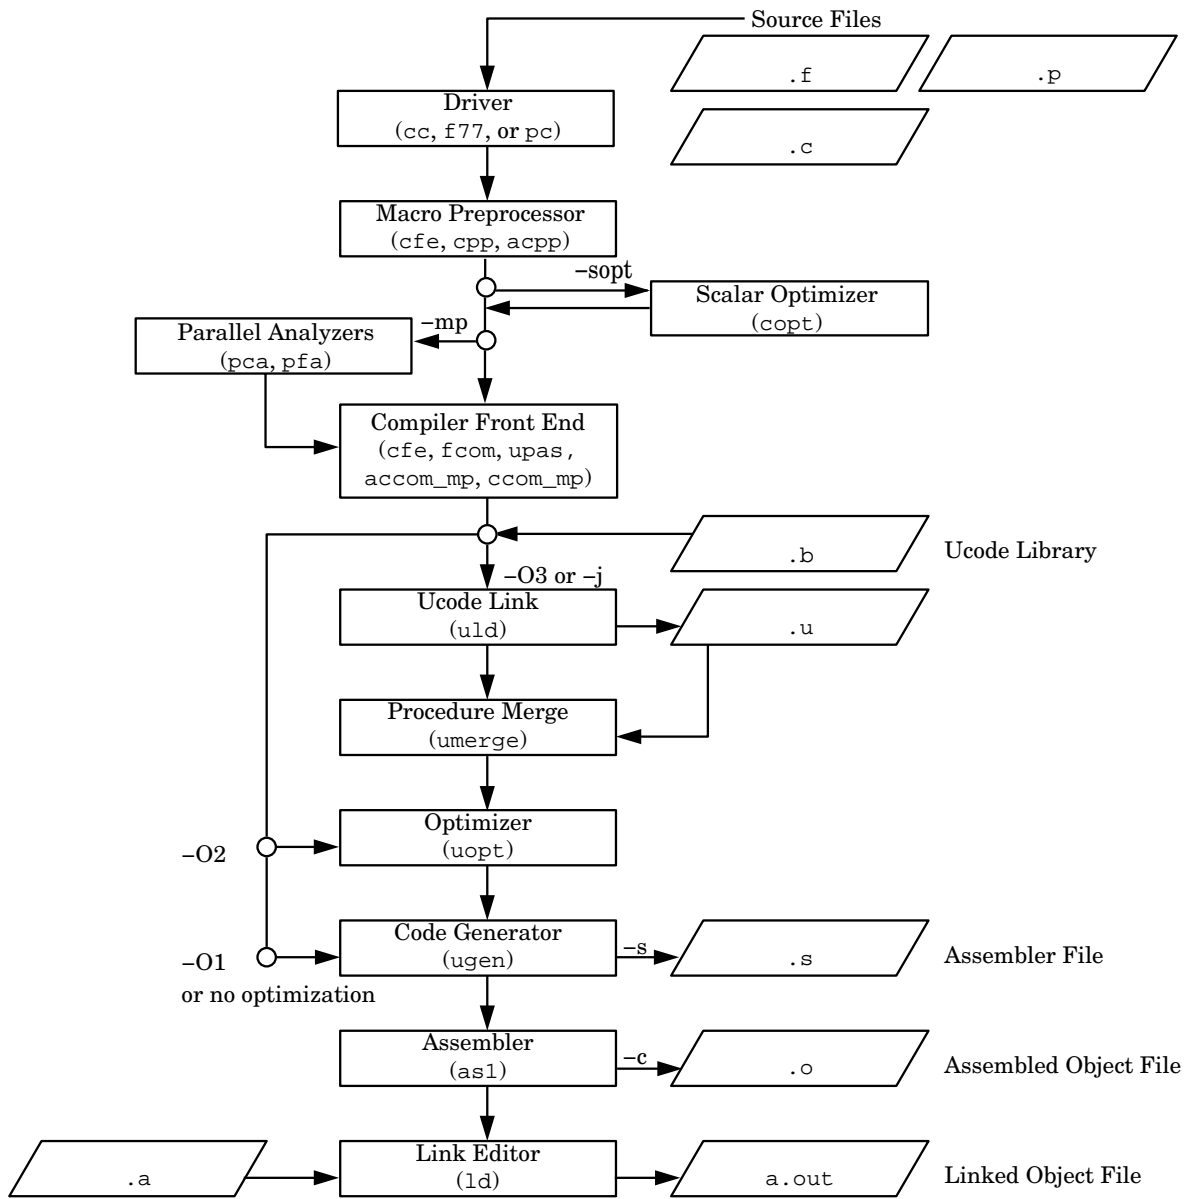 Source Files
.f
.p
Driver
(cc, f77, or pc)
.c
Macro Preprocessor
(cfe, cpp, acpp)
–sopt
Scalar Optimizer
(copt)
–mp
Parallel Analyzers
(pca, pfa)
Compiler Front End
(cfe, fcom, upas,
accom_mp, ccom_mp)
.b
Ucode Library
–O3 or –j
Ucode Link
(uld)
.u
Procedure Merge
(umerge)
Optimizer
(uopt)
–O2
Code Generator
(ugen)
–s
.s
Assembler File
–O1
or no optimization
Assembler
(as1)
–c
.o
Assembled Object File
.a
Link Editor
(ld)
a.out
Linked Object File